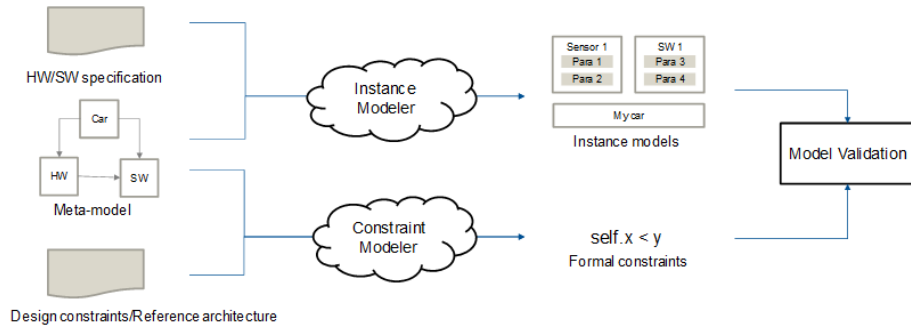 HW/SW specification
Car
HW
SW
Meta-model
Design constraints/Reference architecture
Instance
Modeler
Constraint
Modeler
Sensor 1
Para 1
Para 2
SW 1
Para 3
Para 4
My car
Instance models
self.x < y
Formal constraints
Model Validation